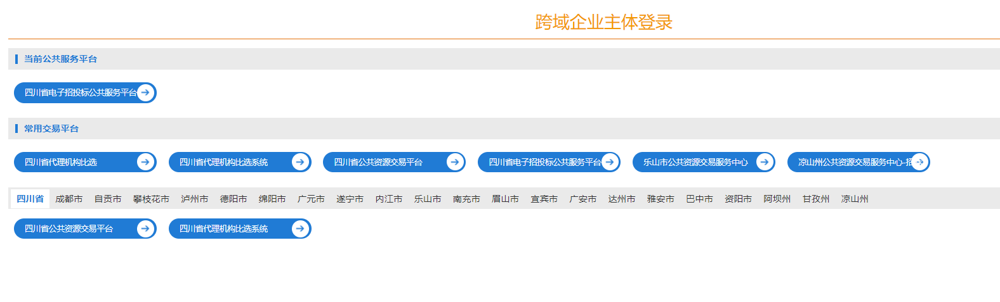 跨域企业主体登录
当前公共服务平台
四川省电子招投标公共服务平台
常用交易平台
四川省代理机构比选 四川省代理机构比选系统 四川省公共资源交易平台 四川省电子招投标公共服务平台 乐山市公共资源交易服务中心 凉山州公共资源交易服务中心-招
四川省 成都市 自贡市 攀枝花市 泸州市 德阳市 绵阳市 广元市 遂宁市 内江市 乐山市 南充市 眉山市 宜宾市 广安市 达州市 雅安市 巴中市 资阳市 阿坝州 甘孜州 凉山州
四川省公共资源交易平台 四川省代理机构比选系统